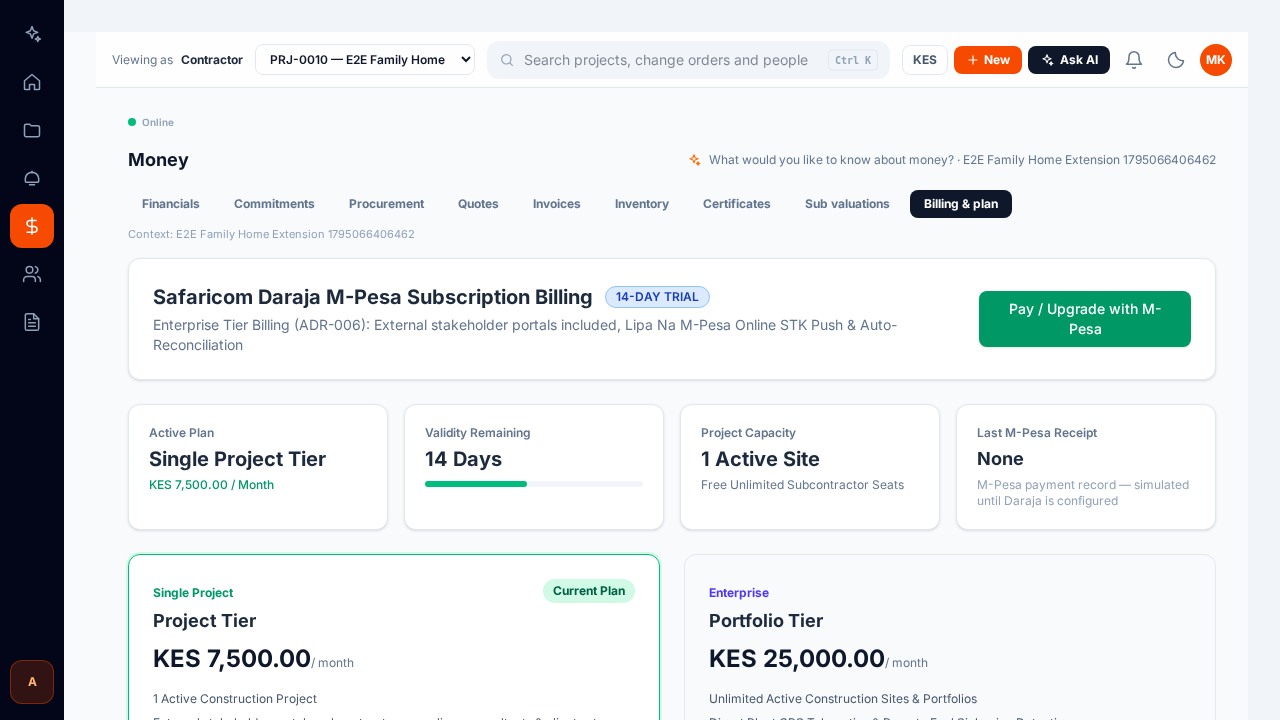 Viewing as Contractor PRJ-0010 — E2E Family Home Search projects, change orders and people Ctrl K KES + New Ask AI MK
Online
Money What would you like to know about money? · E2E Family Home Extension 1795066406462
Financials Commitments Procurement Quotes Invoices Inventory Certificates Sub valuations Billing & plan
Context: E2E Family Home Extension 1795066406462
Safaricom Daraja M-Pesa Subscription Billing 14-DAY TRIAL
Enterprise Tier Billing (ADR-006): External stakeholder portals included, Lipa Na M-Pesa Online STK Push & Auto-
Reconciliation
Pay / Upgrade with M-
Pesa
Active Plan
Single Project Tier
KES 7,500.00 / Month
Validity Remaining
14 Days
Project Capacity
1 Active Site
Free Unlimited Subcontractor Seats
Last M-Pesa Receipt
None
M-Pesa payment record — simulated
until Daraja is configured
Single Project Current Plan
Project Tier
KES 7,500.00 / month
1 Active Construction Project
Enterprise
Portfolio Tier
KES 25,000.00 / month
Unlimited Active Construction Sites & Portfolios
A